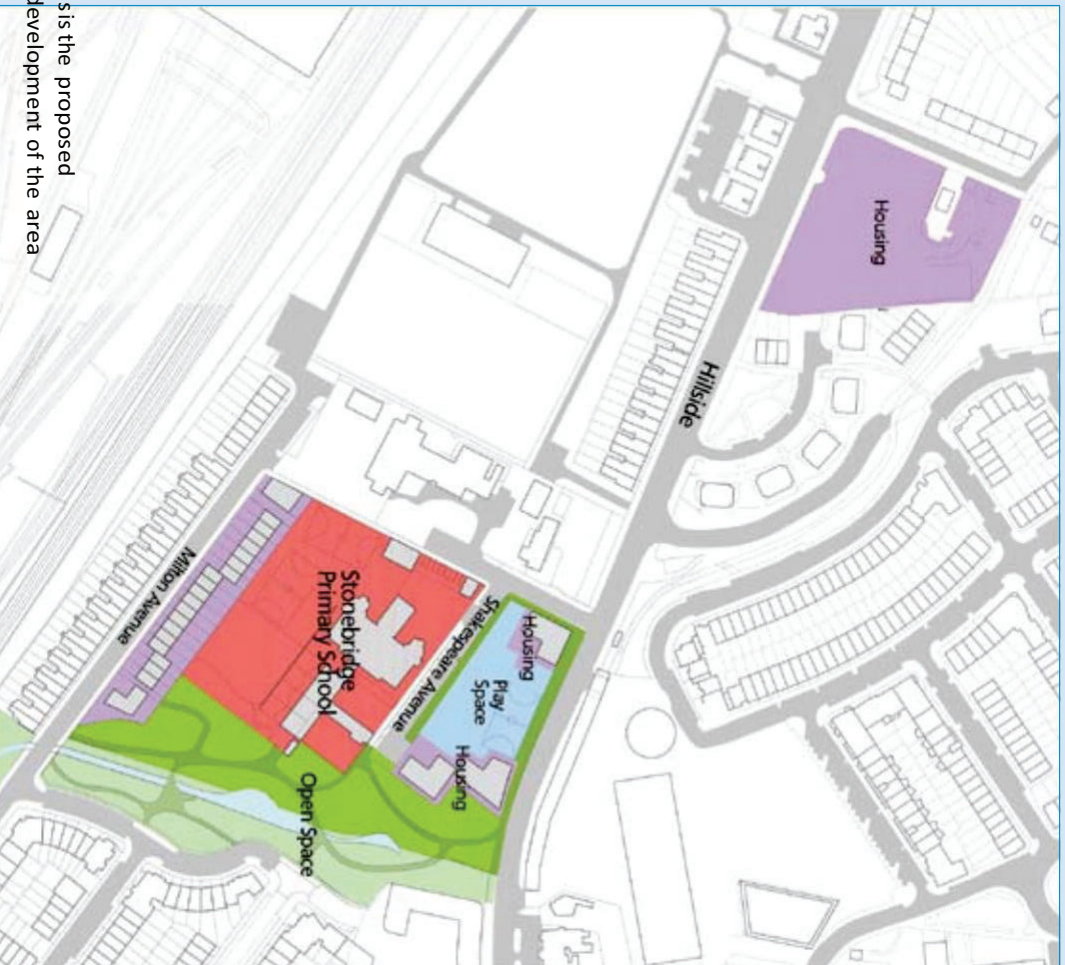 Housing
Hillside
Housing
Play
Space
Housing
Shakespeare Avenue
Stonebridge
Primary School
Open Space
Milton Avenue
s is the proposed
development of the area